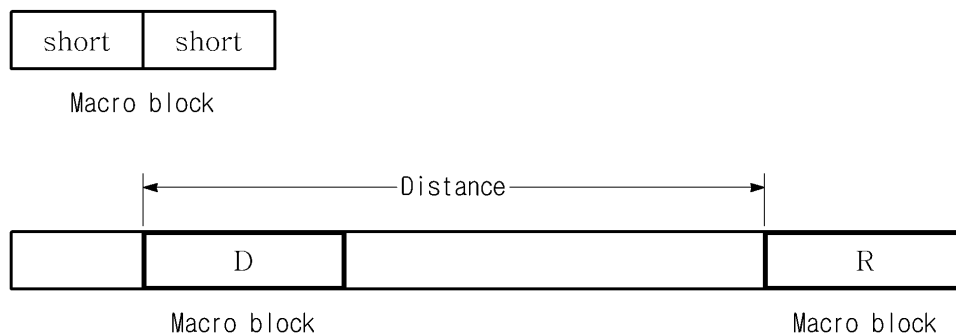 short short
Macro block
Distance
D R
Macro block Macro block